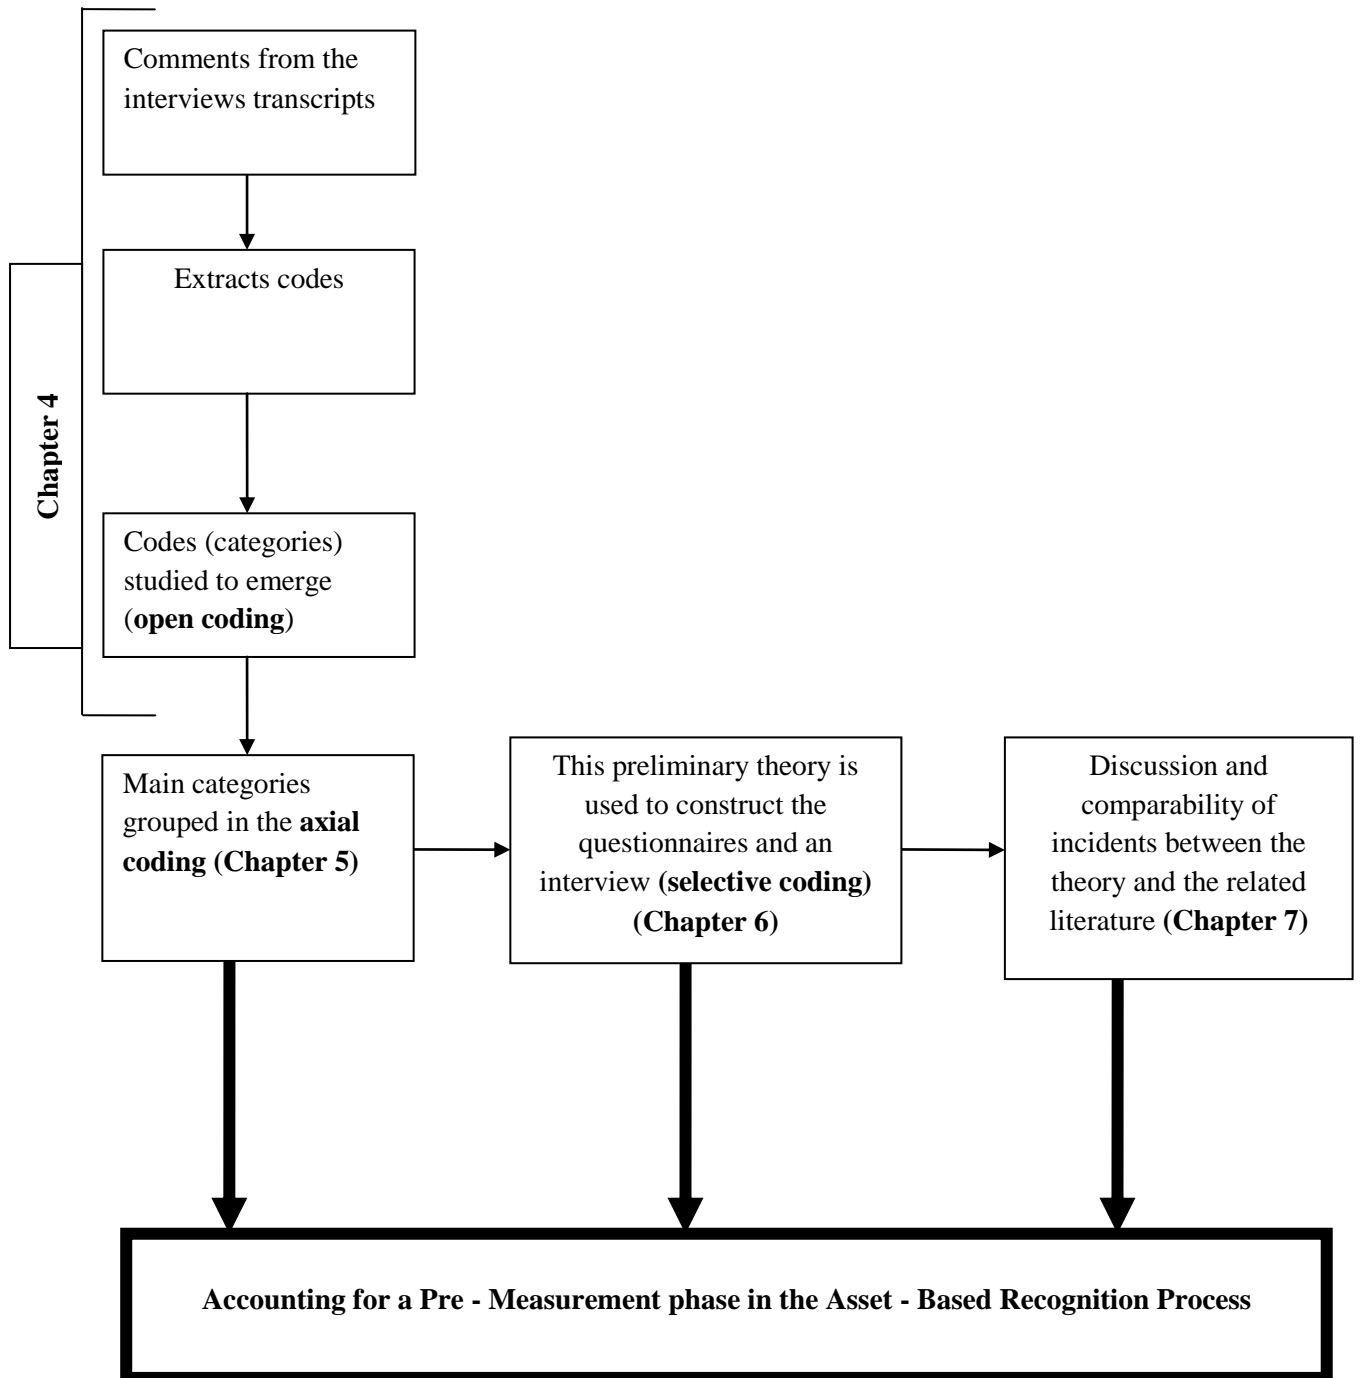 Comments from the
interviews transcripts
Extracts codes
Chapter 4
Codes (categories)
studied to emerge
(open coding)
Main categories
grouped in the axial
coding (Chapter 5)
This preliminary theory is
used to construct the
questionnaires and an
interview (selective coding)
(Chapter 6)
Discussion and
comparability of
incidents between the
theory and the related
literature (Chapter 7)
Accounting for a Pre - Measurement phase in the Asset - Based Recognition Process